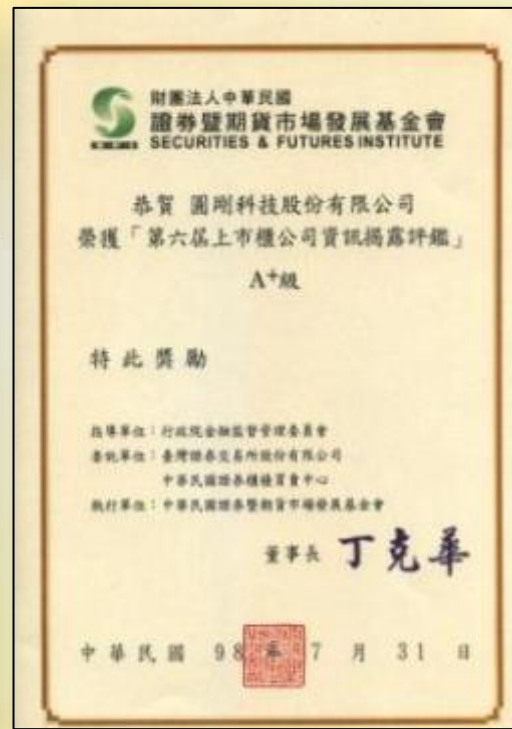 財團法人中華民國
證券暨期貨市場發展基金會
SECURITIES & FUTURES INSTITUTE
恭賀 圓剛科技股份有限公司
榮獲「第六屆上市櫃公司資訊揭露評鑑」
A+級
特此獎勵
指導單位：行政院金融監督管理委員會
委託單位：臺灣證券交易所股份有限公司
中華民國證券櫃檯買賣中心
執行單位：中華民國證券暨期貨市場發展基金會
董事長 丁克華
中華民國 98 年 7 月 31 日